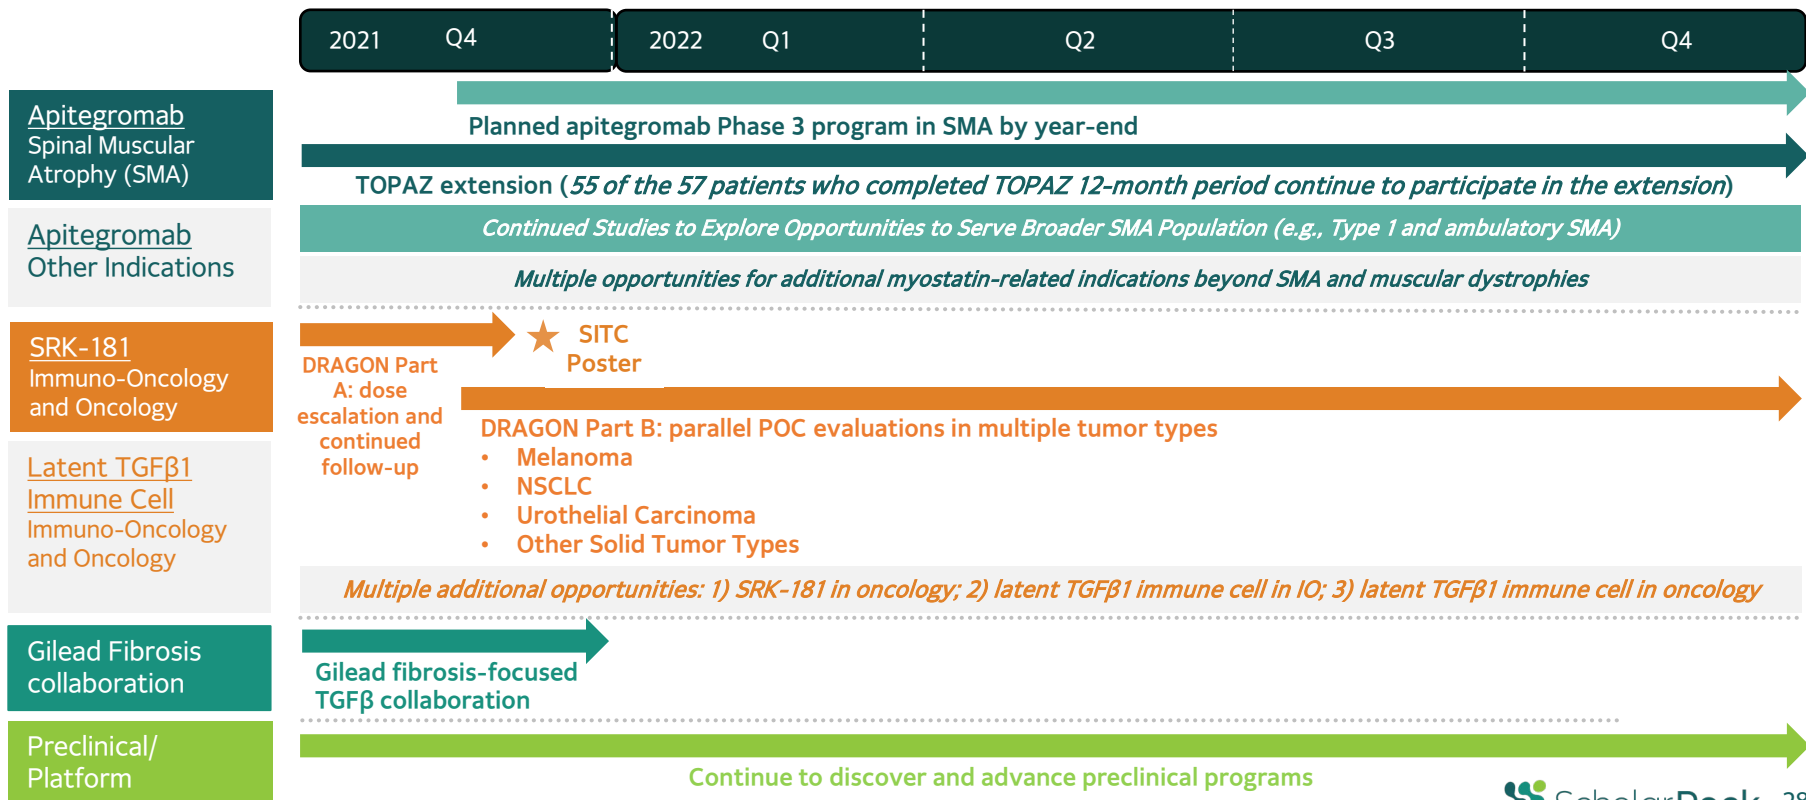 2021 Q4 2022 Q1 Q2 Q3 Q4
Apitegromab
Spinal Muscular
Atrophy (SMA)
Planned apitegromab Phase 3 program in SMA by year-end
TOPAZ extension (55 of the 57 patients who completed TOPAZ 12-month period continue to participate in the extension)
Apitegromab
Other Indications
Continued Studies to Explore Opportunities to Serve Broader SMA Population (e.g., Type 1 and ambulatory SMA)
Multiple opportunities for additional myostatin-related indications beyond SMA and muscular dystrophies
SRK-181
Immuno-Oncology
and Oncology
DRAGON Part
A: dose
escalation and
continued
follow-up
SITC
Poster
DRAGON Part B: parallel POC evaluations in multiple tumor types
• Melanoma
• NSCLC
• Urothelial Carcinoma
• Other Solid Tumor Types
Latent TGFβ1
Immune Cell
Immuno-Oncology
and Oncology
Multiple additional opportunities: 1) SRK-181 in oncology; 2) latent TGFβ1 immune cell in IO; 3) latent TGFβ1 immune cell in oncology
Gilead Fibrosis
collaboration
Gilead fibrosis-focused
TGFβ collaboration
Preclinical/
Platform
Continue to discover and advance preclinical programs
ScholarRock 28